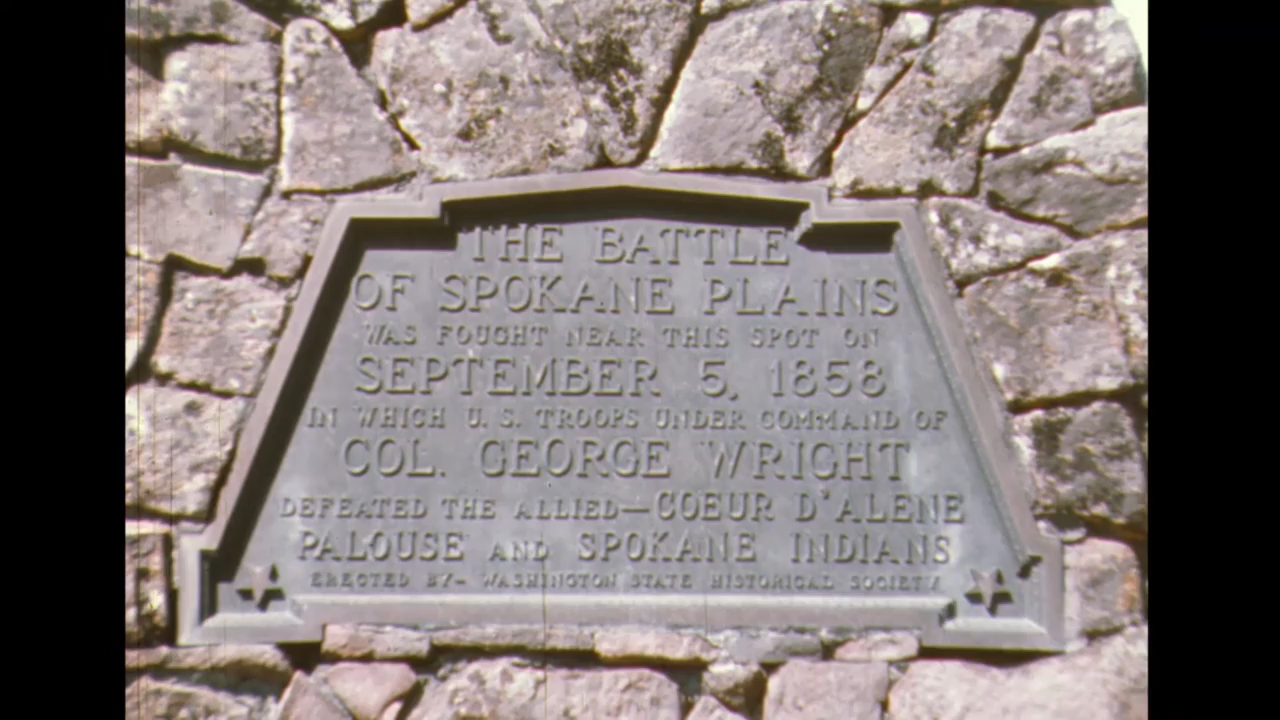 THE BATTLE
OF SPOKANE PLAINS
WAS FOUGHT NEAR THIS SPOT ON
SEPTEMBER 5, 1858
IN WHICH U. S. TROOPS UNDER COMMAND OF
COL. GEORGE WRIGHT
DEFEATED THE ALLIED—COEUR D'ALENE
PALOUSE AND SPOKANE INDIANS
ERECTED BY— WASHINGTON STATE HISTORICAL SOCIETY